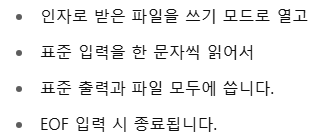 • 인자로 받은 파일을 쓰기 모드로 열고
• 표준 입력을 한 문자씩 읽어서
• 표준 출력과 파일 모두에 씁니다.
• EOF 입력 시 종료됩니다.